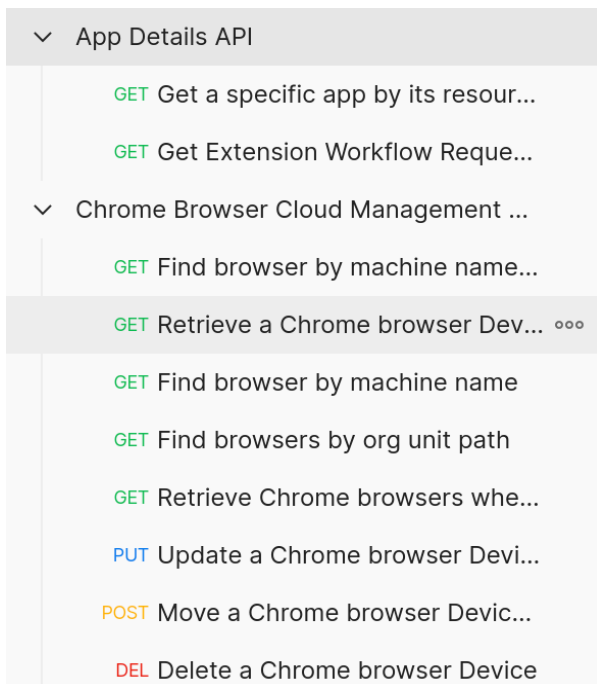 App Details API
GET Get a specific app by its resour...
GET Get Extension Workflow Reque...
Chrome Browser Cloud Management ...
GET Find browser by machine name...
GET Retrieve a Chrome browser Dev...
GET Find browser by machine name
GET Find browsers by org unit path
GET Retrieve Chrome browsers whe...
PUT Update a Chrome browser Devi...
POST Move a Chrome browser Devic...
DEL Delete a Chrome browser Device